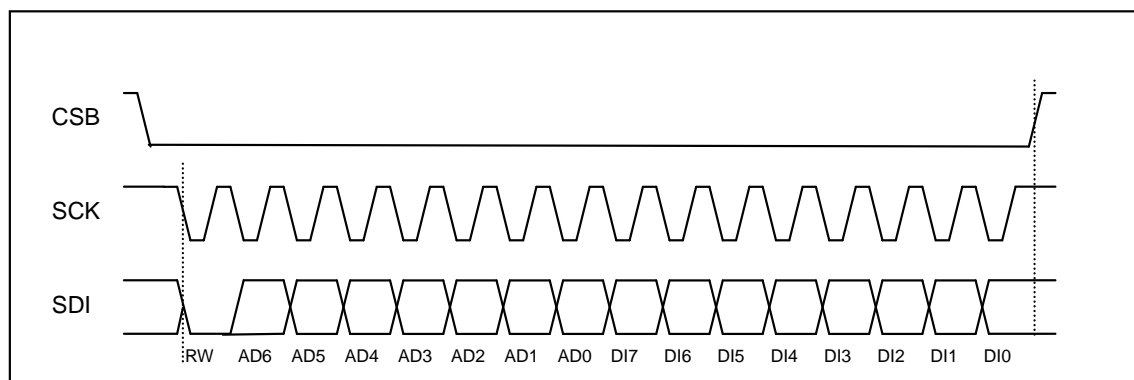 CSB
SCK
SDI
RW AD6 AD5 AD4 AD3 AD2 AD1 AD0 DI7 DI6 DI5 DI4 DI3 DI2 DI1 DI0